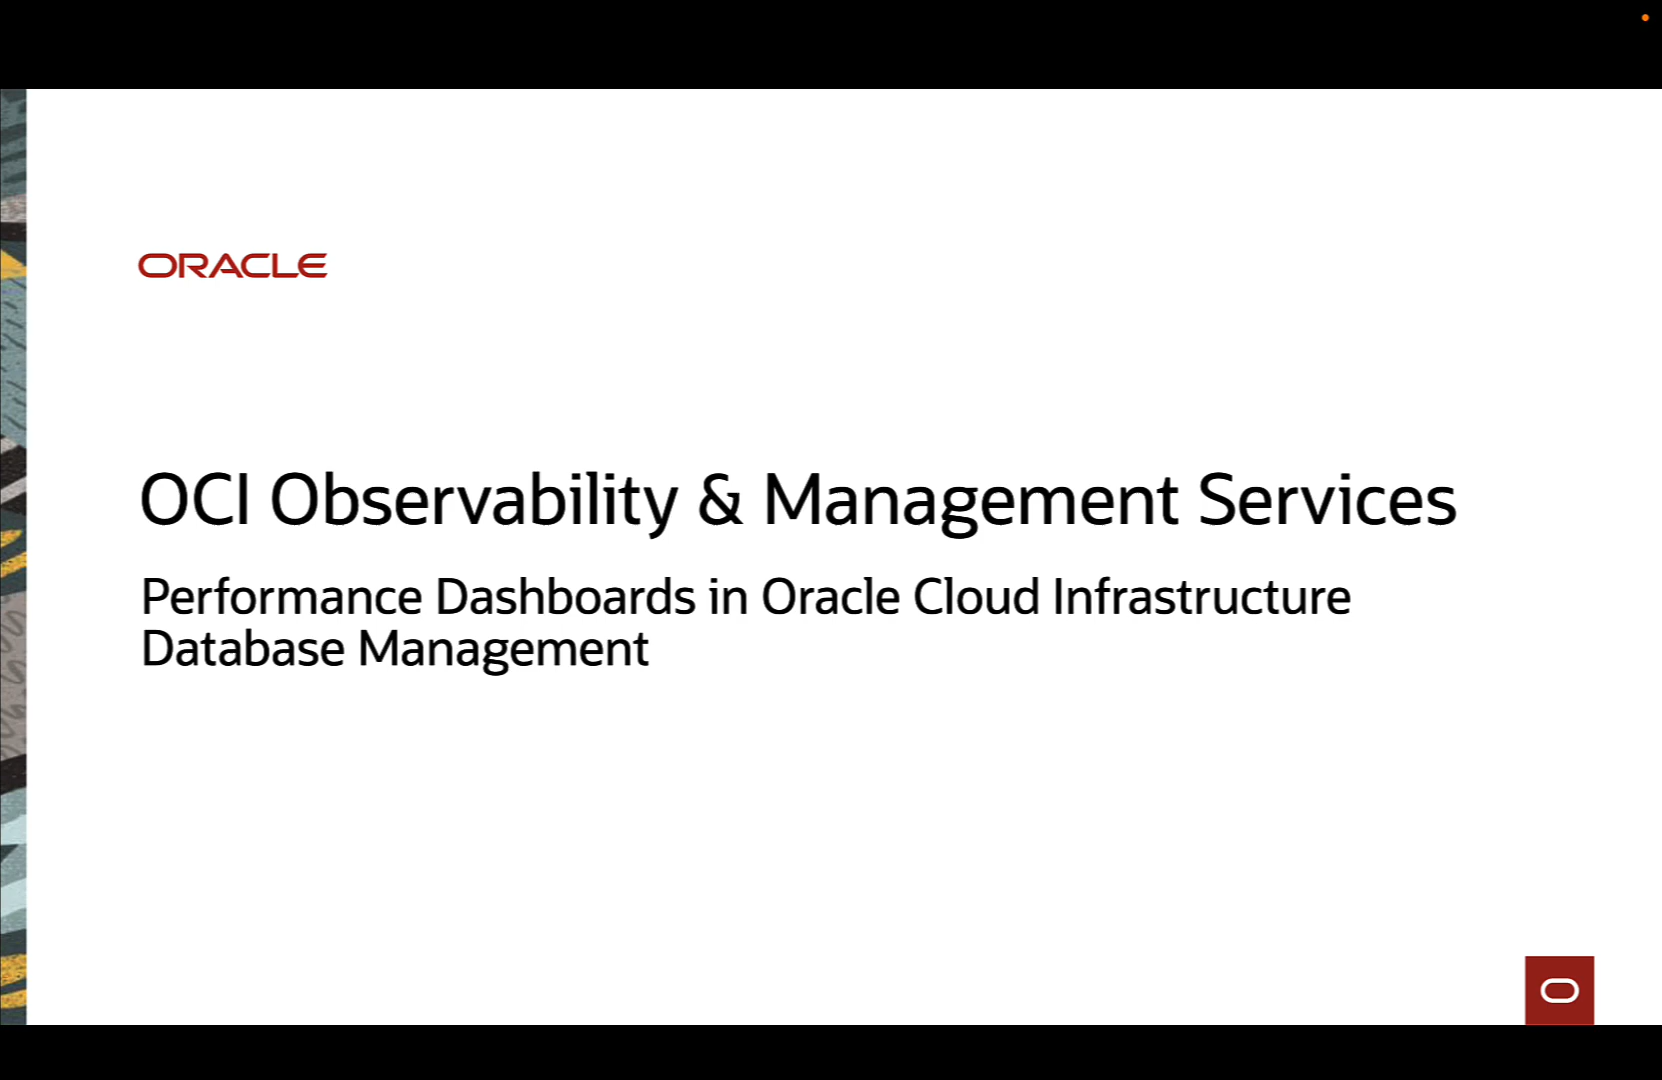 ORACLE
OCI Observability & Management Services
Performance Dashboards in Oracle Cloud Infrastructure
Database Management